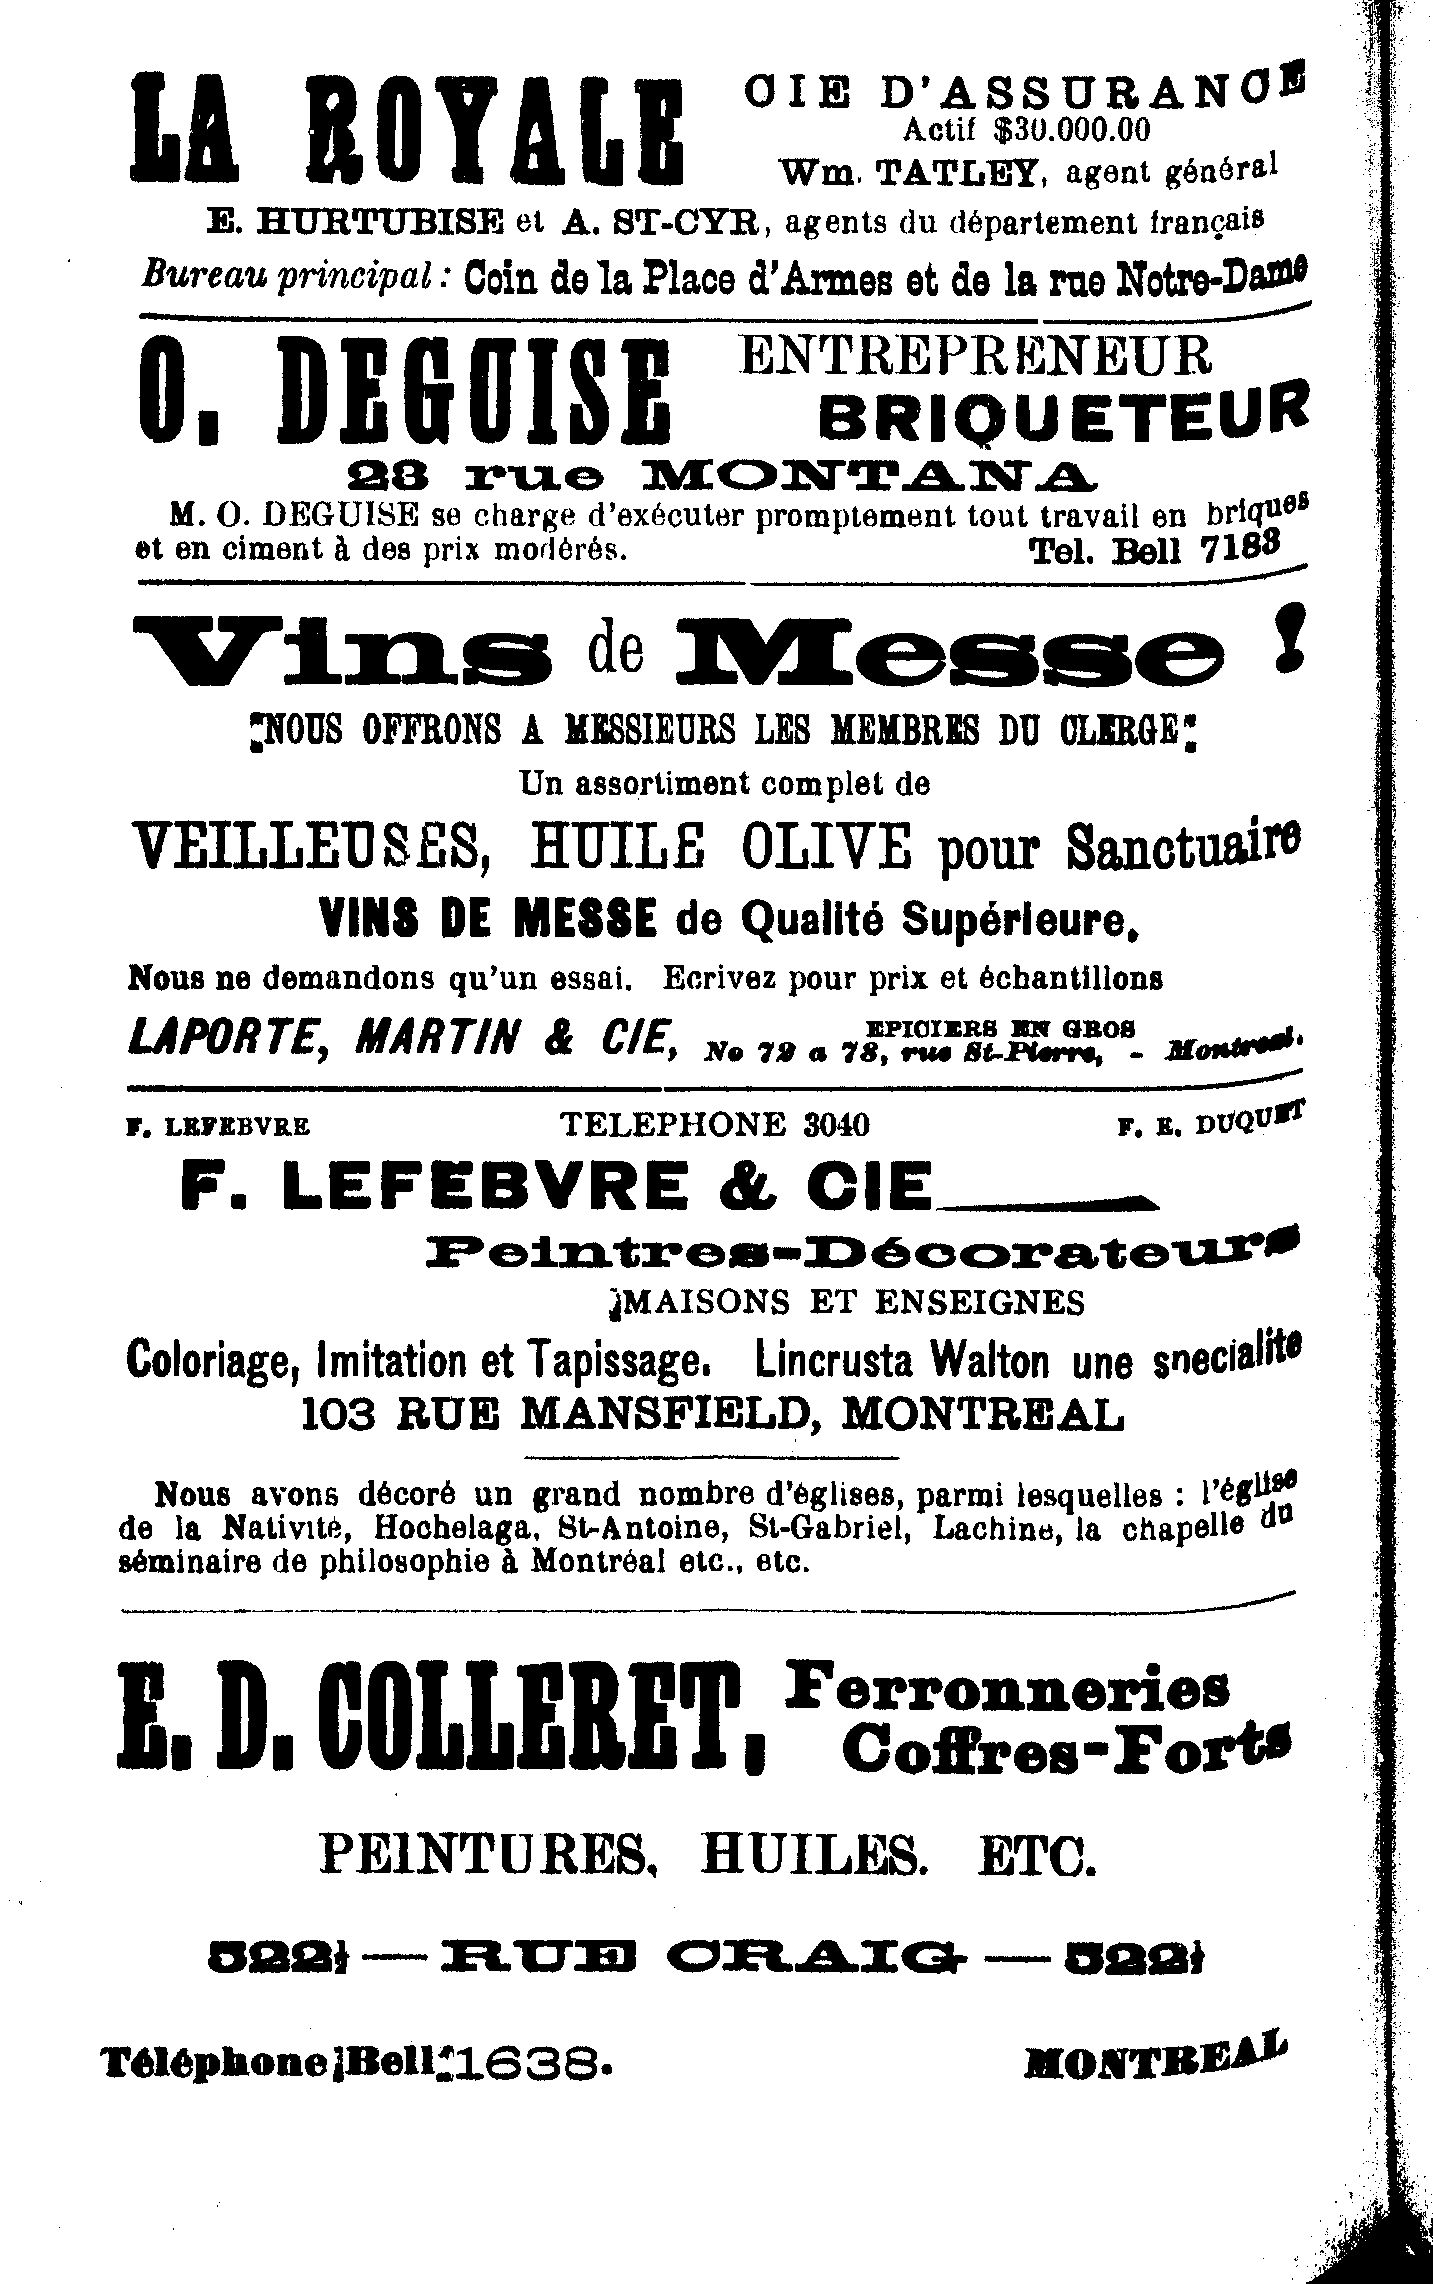 LA ROYALE CIE D'ASSURANCE
Actif $30.000.00
Wm. TATLEY, agent général
E. HURTUBISE et A. ST-CYR, agents du département français
Bureau principal : Coin de la Place d'Armes et de la rue Notre-Dame
O. DEGUISE ENTREPRENEUR
BRIQUETEUR
23 rue MONTANA
M. O. DEGUISE se charge d'exécuter promptement tout travail en briques
et en ciment à des prix modérés. Tel. Bell 7183
Vins de Messe !
NOUS OFFRONS A MESSIEURS LES MEMBRES DU CLERGE:
Un assortiment complet de
VEILLEUSES, HUILE OLIVE pour Sanctuaire
VINS DE MESSE de Qualité Supérieure,
Nous ne demandons qu'un essai. Ecrivez pour prix et échantillons
LAPORTE, MARTIN & CIE, EPICIERS EN GROS
No 72 a 78, rue St-Pierre, - Montreal.
F. LEFEBVRE TELEPHONE 3040 F. E. DUQUET
F. LEFEBVRE & CIE
Peintres-Décorateurs
MAISONS ET ENSEIGNES
Coloriage, Imitation et Tapissage. Lincrusta Walton une snecialite
103 RUE MANSFIELD, MONTREAL
Nous avons décoré un grand nombre d'églises, parmi lesquelles : l'église
de la Nativité, Hochelaga, St-Antoine, St-Gabriel, Lachine, la chapelle du
séminaire de philosophie à Montréal etc., etc.
E. D. COLLERET, Ferronneries
Coffres-Forts
PEINTURES, HUILES. ETC.
522½ — RUE CRAIG — 522½
Téléphone Bell: 1638. MONTREAL